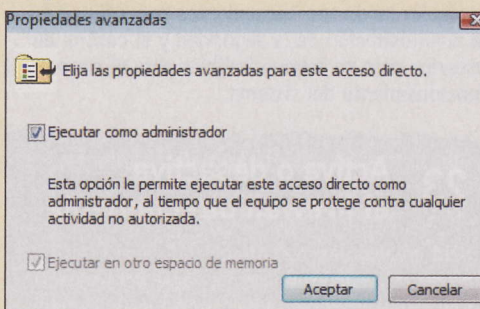 Propiedades avanzadas
Elija las propiedades avanzadas para este acceso directo.
Ejecutar como administrador
Esta opción le permite ejecutar este acceso directo como
administrador, al tiempo que el equipo se protege contra cualquier
actividad no autorizada.
Ejecutar en otro espacio de memoria
Aceptar
Cancelar